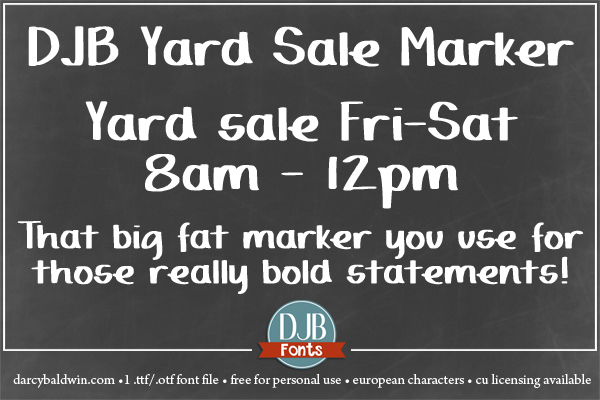 DJB Yard Sale Marker
Yard sale Fri-Sat
8am - 12pm
That big fat marker you use for
those really bold statements!
DJB
Fonts
darcybaldwin.com • 1 .ttf/.otf font file • free for personal use • european characters • cu licensing available